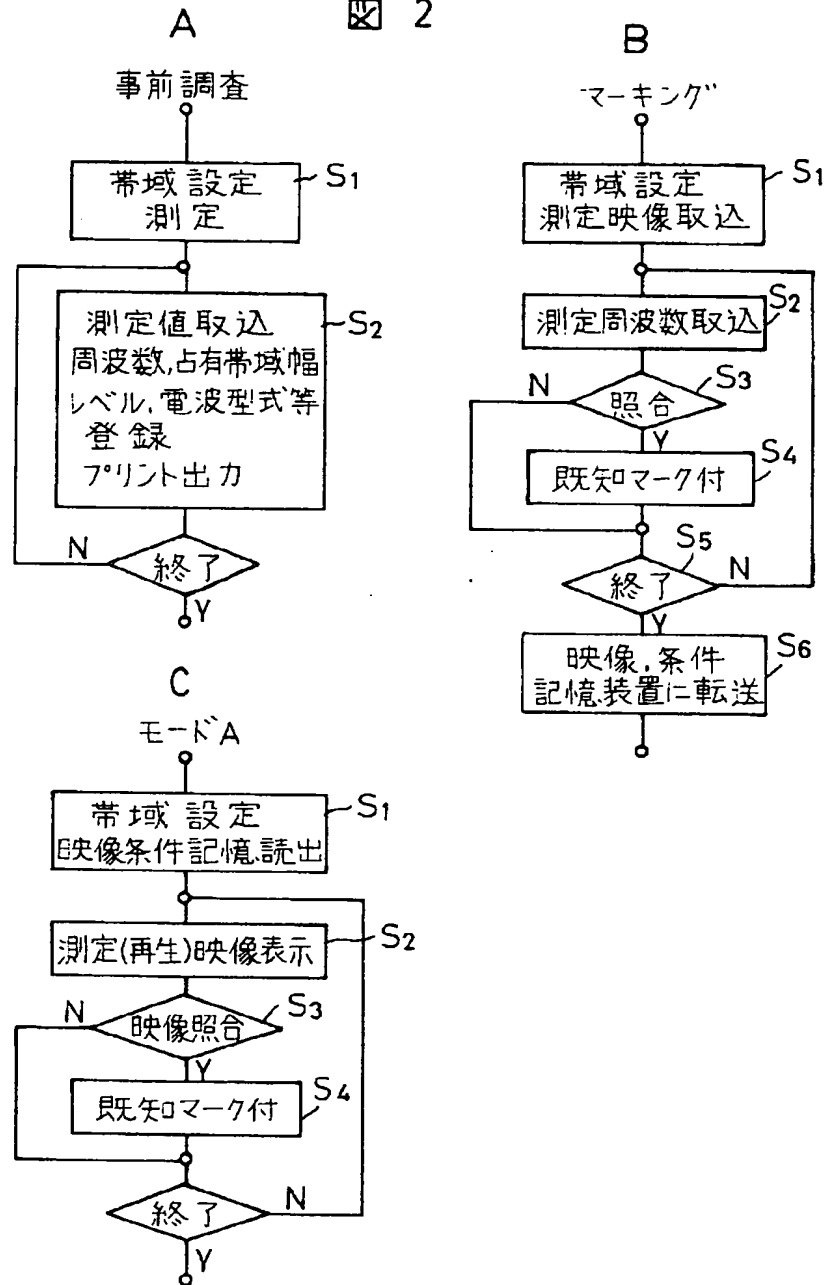 図 2
A
事前調査
帯域設定
測定
S1
測定値取込
周波数,占有帯域幅
レベル,電波型式等
登録
プリント出力
S2
N
終了
Y
B
マーキング
帯域設定
測定映像取込
S1
測定周波数取込
S2
N
照合
S3
Y
既知マーク付
S4
終了
S5
N
Y
映像,条件
記憶装置に転送
S6
C
モードA
帯域設定
映像条件記憶読出
S1
測定(再生)映像表示
S2
N
映像照合
S3
Y
既知マーク付
S4
終了
N
Y